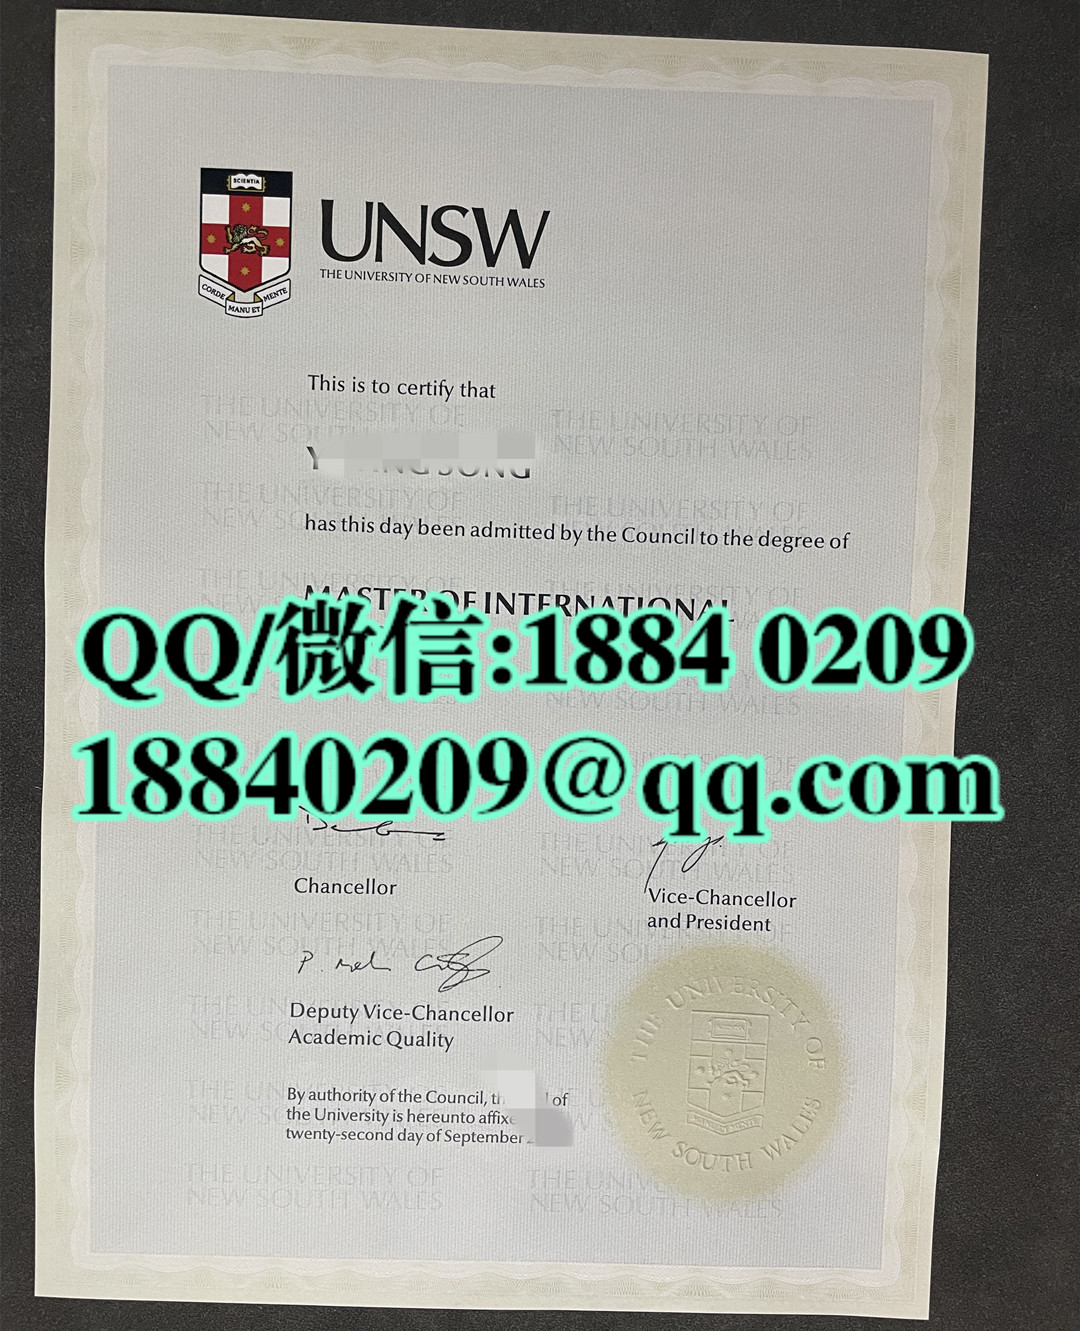 SCIENTIA
CORDE
MANU ET
MENTE
UNSW
THE UNIVERSITY OF NEW SOUTH WALES
This is to certify that
has this day been admitted by the Council to the degree of
MASTER OF INTERNATIONAL
QQ/微信:1884 0209
18840209@qq.com
Chancellor
Vice-Chancellor
and President
Deputy Vice-Chancellor
Academic Quality
By authority of the Council, of
the University is hereunto
twenty-second day of September
THE UNIVERSITY OF
NEW SOUTH WALES